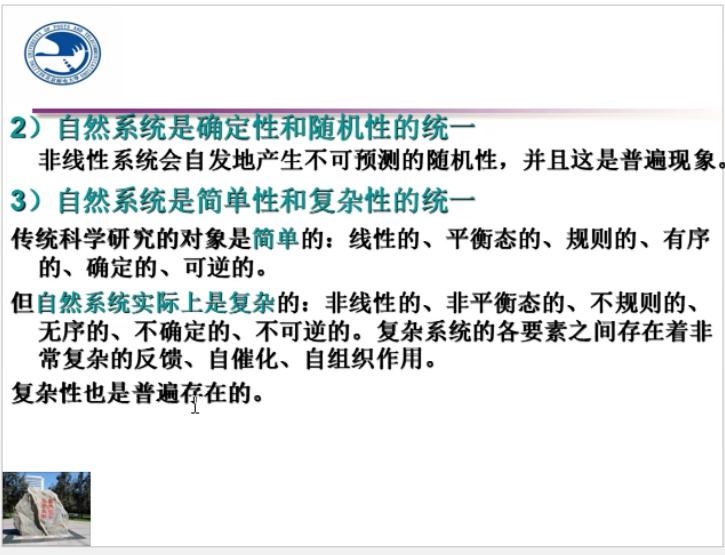 2）自然系统是确定性和随机性的统一
非线性系统会自发地产生不可预测的随机性，并且这是普遍现象。
3）自然系统是简单性和复杂性的统一
传统科学研究的对象是简单的：线性的、平衡态的、规则的、有序
的、确定的、可逆的。
但自然系统实际上是复杂的：非线性的、非平衡态的、不规则的、
无序的、不确定的、不可逆的。复杂系统的各要素之间存在着非
常复杂的反馈、自催化、自组织作用。
复杂性也是普遍存在的。